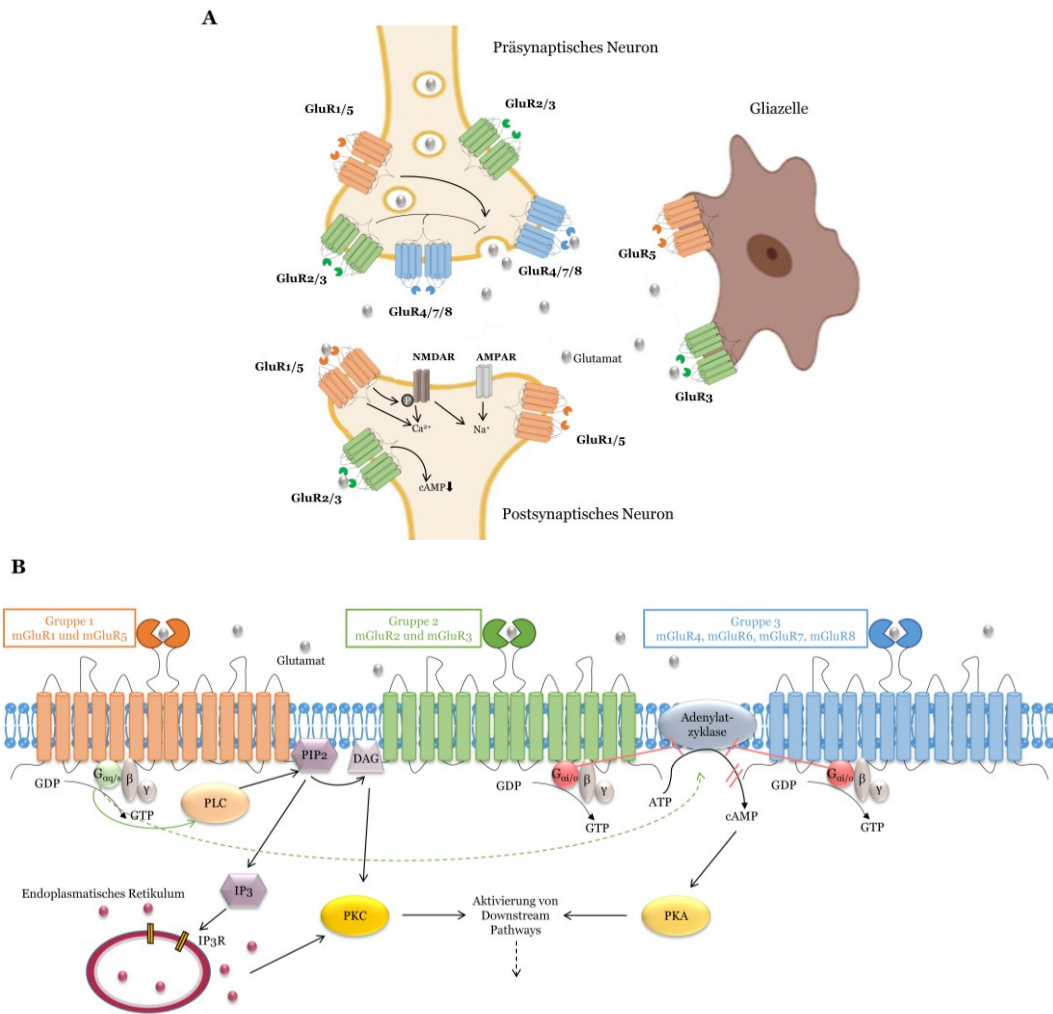 A
Präsynaptisches Neuron
GluR1/5
GluR2/3
Gliazelle
GluR5
GluR2/3
GluR4/7/8
GluR4/7/8
GluR1/5
NMDAR
AMPAR
Glutamat
GluR3
P
Ca²⁺
Na⁺
GluR1/5
GluR2/3
cAMP
Postsynaptisches Neuron
B
Gruppe 1
mGluR1 und mGluR5
Gruppe 2
mGluR2 und mGluR3
Gruppe 3
mGluR4, mGluR6, mGluR7, mGluR8
Glutamat
Adenylat-
zyklase
PIP2
DAG
Gαq/s
β
γ
GDP
GTP
PLC
GDP
Gαi/o
β
γ
GTP
ATP
cAMP
GDP
Gαi/o
β
γ
GTP
Endoplasmatisches Retikulum
IP3
IP3R
PKC
Aktivierung von
Downstream
Pathways
PKA